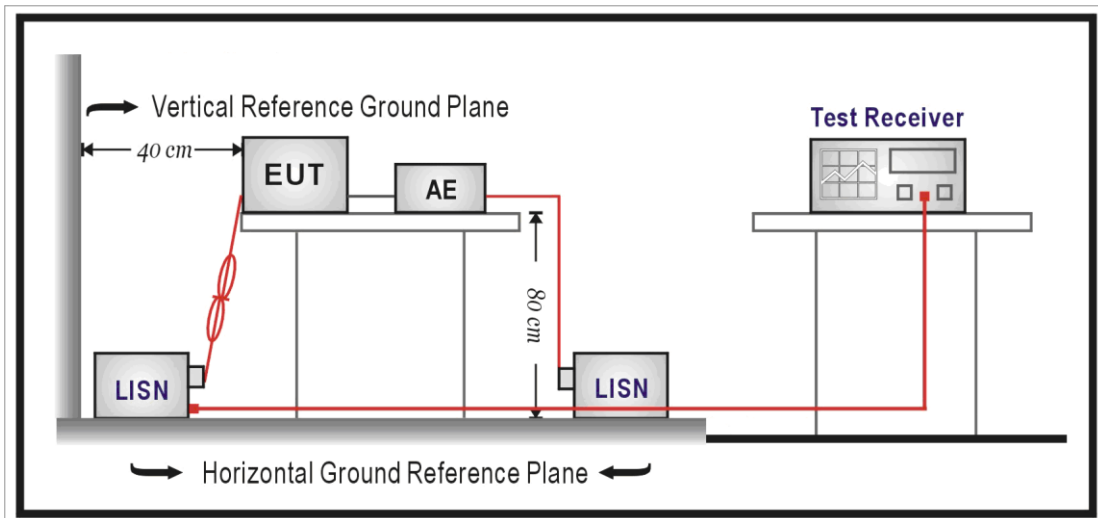 Vertical Reference Ground Plane
Test Receiver
40 cm
EUT
AE
80 cm
LISN
LISN
Horizontal Ground Reference Plane